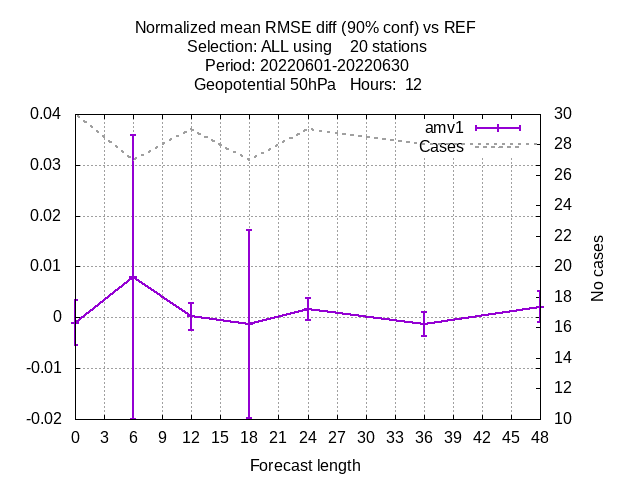 Normalized mean RMSE diff (90% conf) vs REF
Selection: ALL using    20 stations
Period: 20220601-20220630
Geopotential 50hPa   Hours:  12
0.04
0.03
0.02
0.01
0
-0.01
-0.02
amv1
Cases
30
28
26
24
22
20
18
16
14
12
10
No cases
0 3 6 9 12 15 18 21 24 27 30 33 36 39 42 45 48
Forecast length